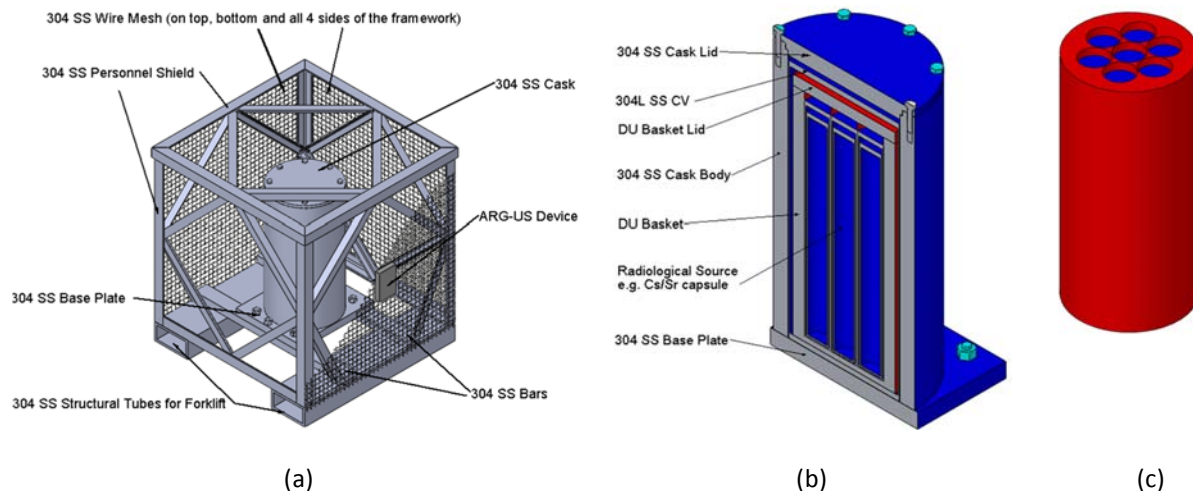 304 SS Wire Mesh (on top, bottom and all 4 sides of the framework)
304 SS Personnel Shield
304 SS Cask
ARG-US Device
304 SS Base Plate
304 SS Bars
304 SS Structural Tubes for Forklift
(a)
304 SS Cask Lid
304L SS CV
DU Basket Lid
304 SS Cask Body
DU Basket
Radiological Source
e.g. Cs/Sr capsule
304 SS Base Plate
(b)
(c)